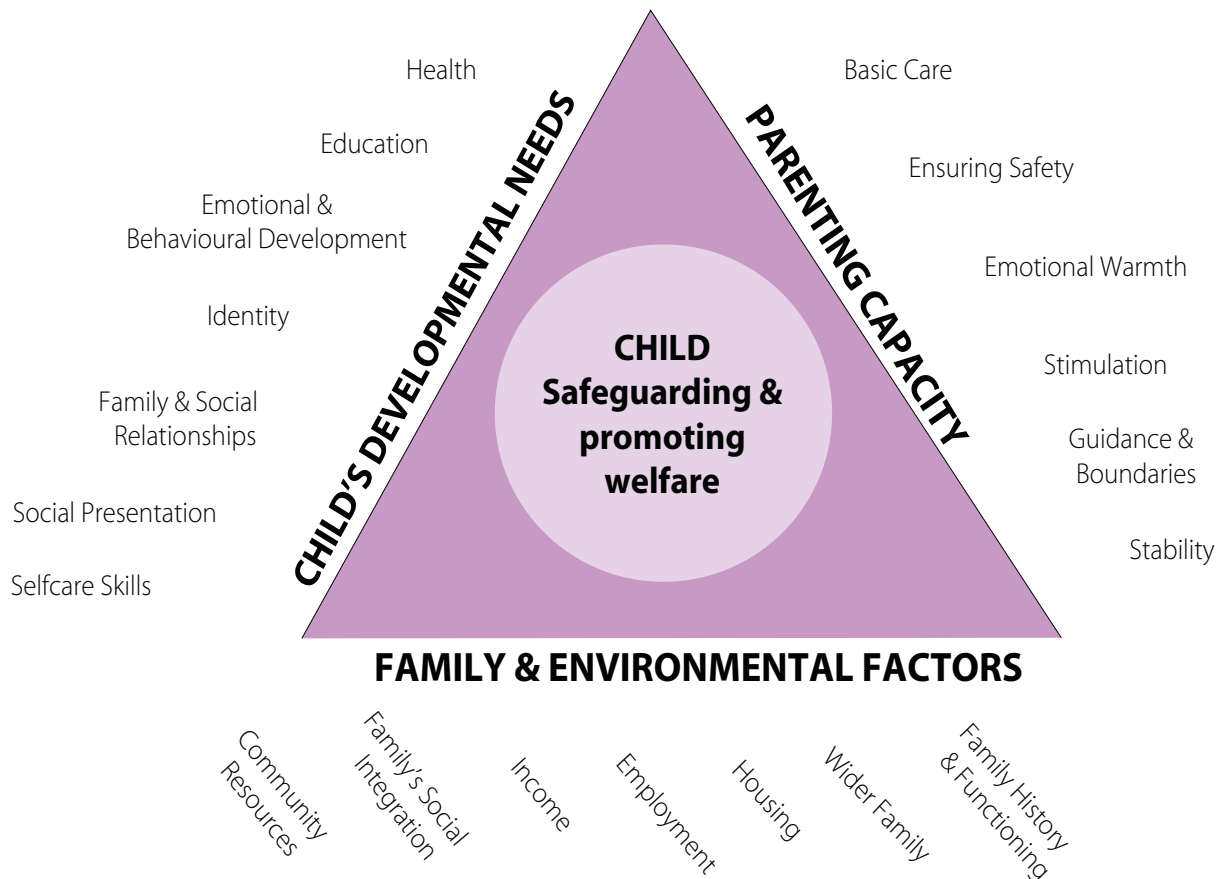 Health
Education
Emotional &
Behavioural Development
Identity
Family & Social
Relationships
Social Presentation
Selfcare Skills
CHILD'S DEVELOPMENTAL NEEDS
CHILD
Safeguarding &
promoting
welfare
PARENTING CAPACITY
Basic Care
Ensuring Safety
Emotional Warmth
Stimulation
Guidance &
Boundaries
Stability
FAMILY & ENVIRONMENTAL FACTORS
Community
Resources
Family's Social
Integration
Income
Employment
Housing
Wider Family
Family History
& Functioning